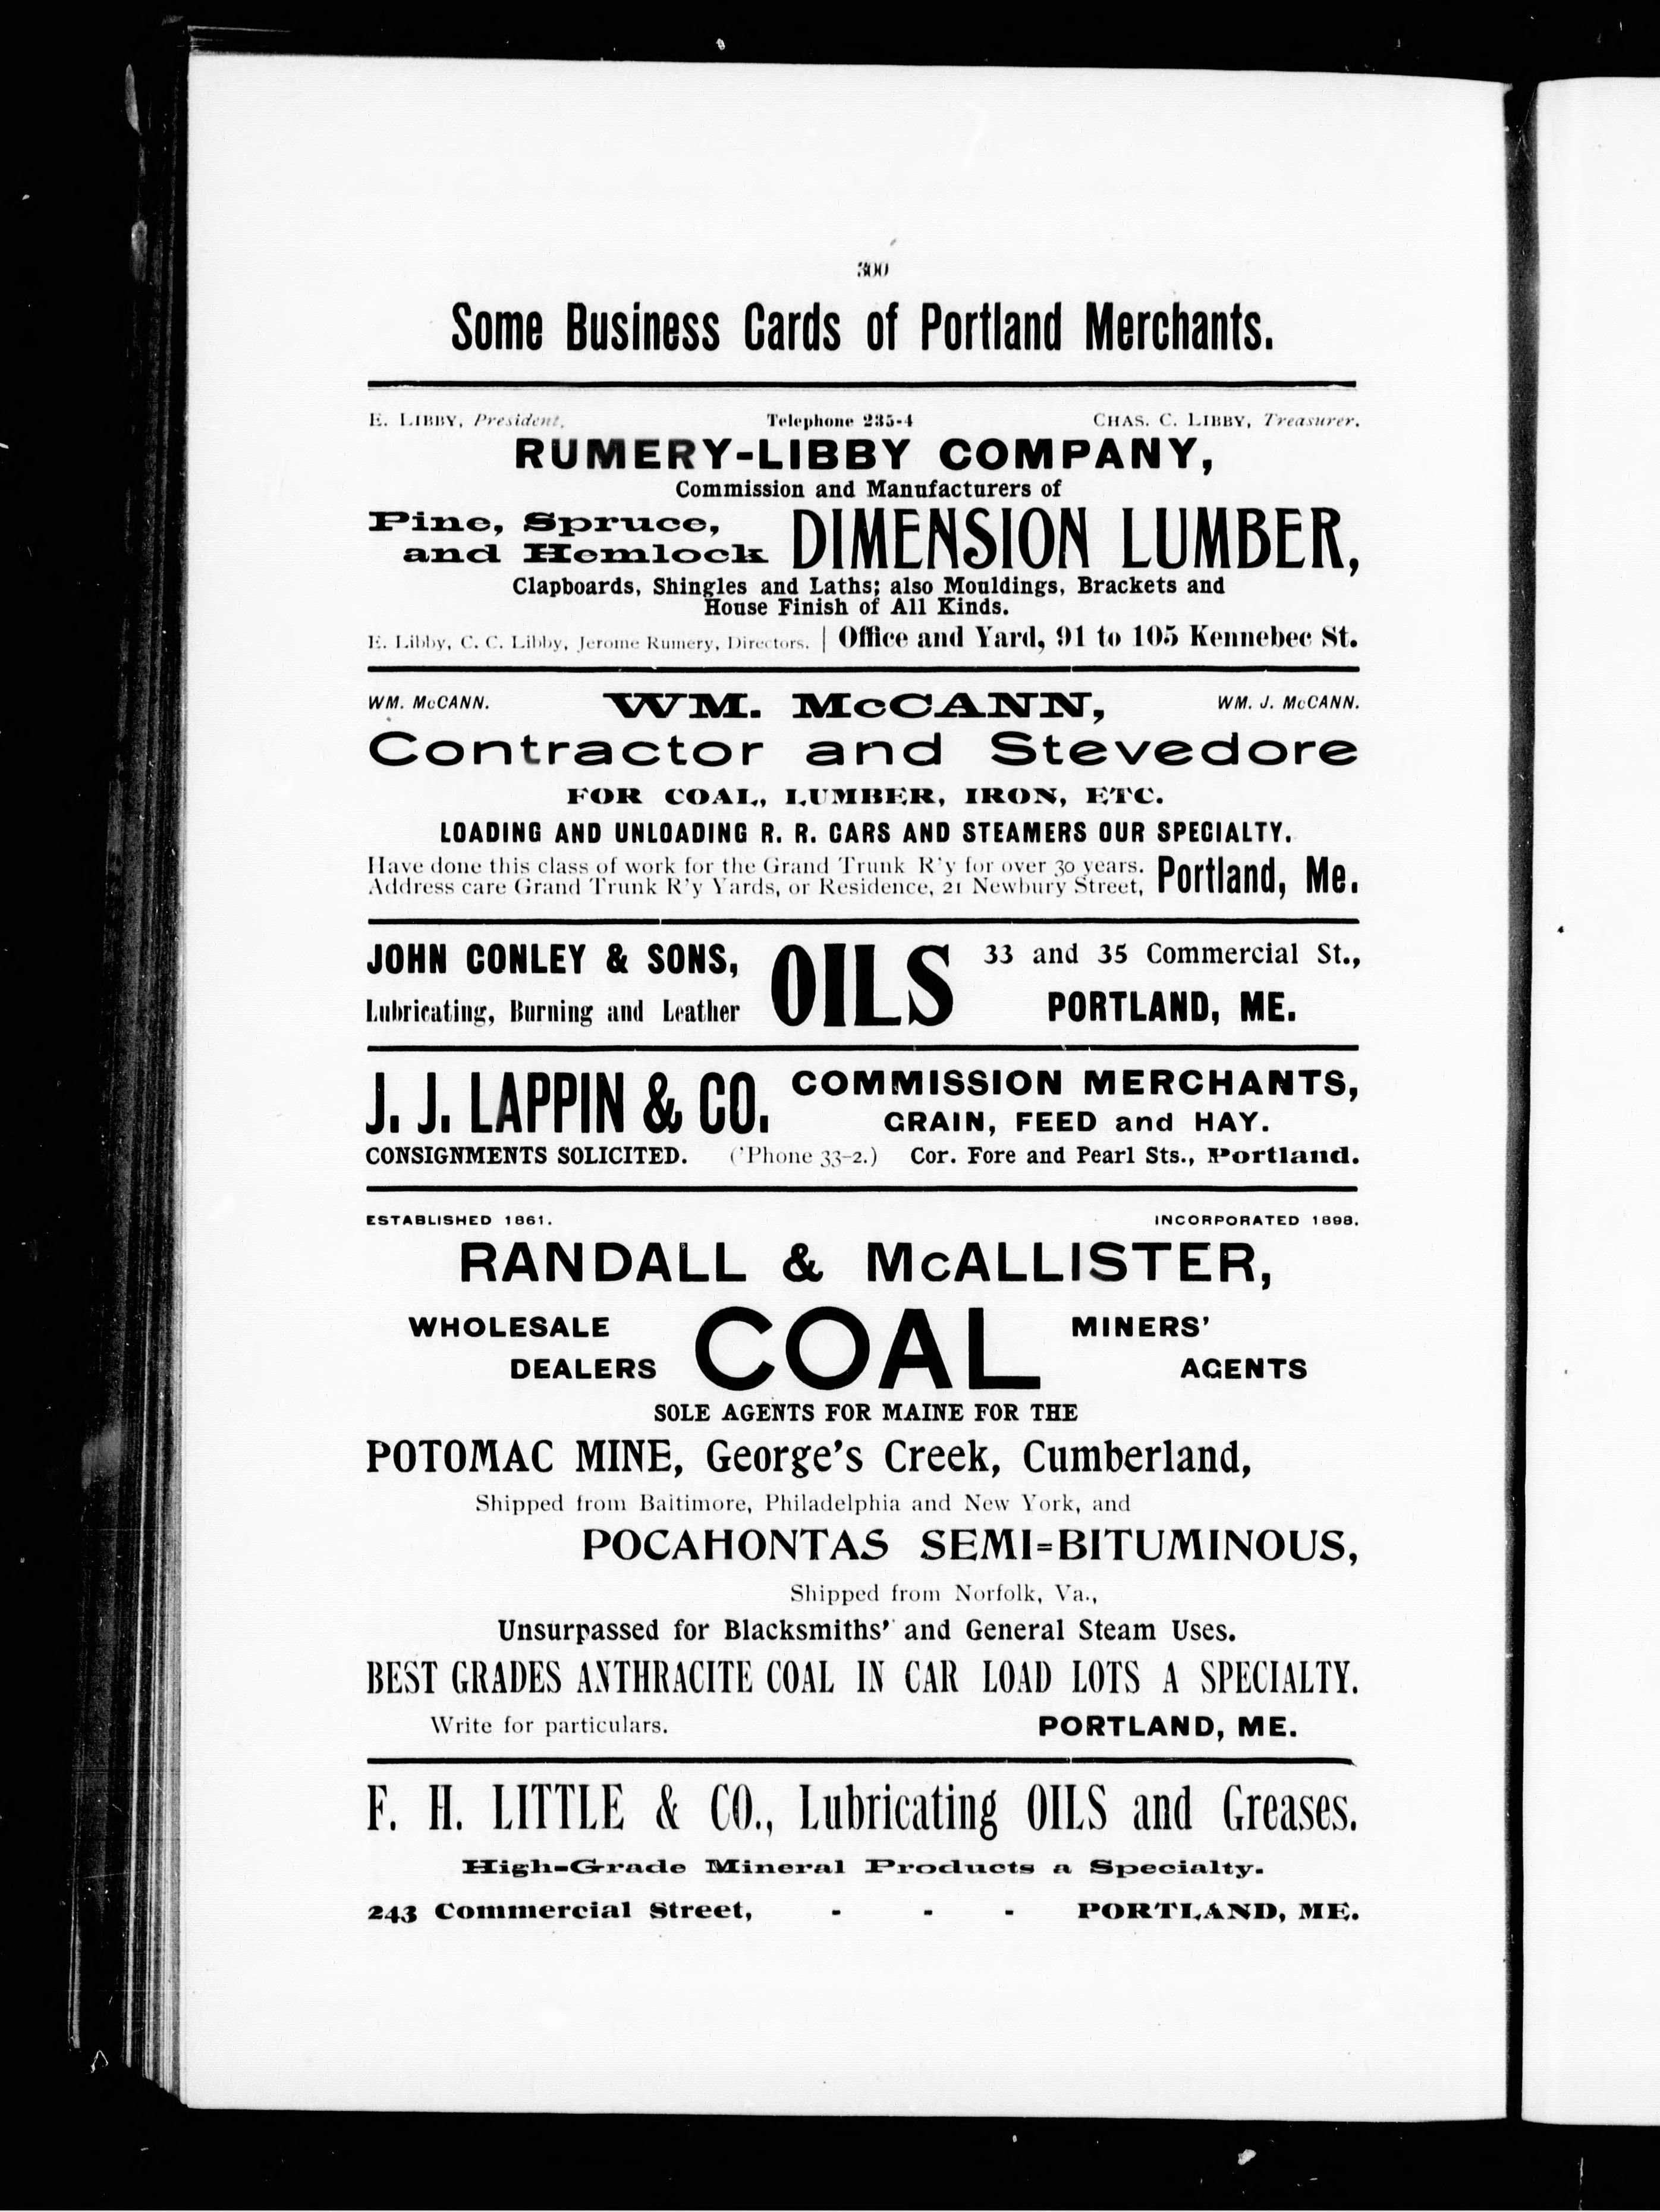 300
Some Business Cards of Portland Merchants.
E. LIBBY, President. Telephone 235-4 CHAS. C. LIBBY, Treasurer.
RUMERY-LIBBY COMPANY,
Commission and Manufacturers of
Pine, Spruce,
and Hemlock DIMENSION LUMBER,
Clapboards, Shingles and Laths; also Mouldings, Brackets and
House Finish of All Kinds.
E. Libby, C. C. Libby, Jerome Rumery, Directors. | Office and Yard, 91 to 105 Kennebec St.
WM. McCANN. WM. McCANN, WM. J. McCANN.
Contractor and Stevedore
FOR COAL, LUMBER, IRON, ETC.
LOADING AND UNLOADING R. R. CARS AND STEAMERS OUR SPECIALTY.
Have done this class of work for the Grand Trunk R'y for over 30 years.
Address care Grand Trunk R'y Yards, or Residence, 21 Newbury Street, Portland, Me.
JOHN CONLEY & SONS, OILS 33 and 35 Commercial St.,
Lubricating, Burning and Leather PORTLAND, ME.
J. J. LAPPIN & CO. COMMISSION MERCHANTS,
GRAIN, FEED and HAY.
CONSIGNMENTS SOLICITED. ('Phone 33-2.) Cor. Fore and Pearl Sts., Portland.
ESTABLISHED 1861. INCORPORATED 1898.
RANDALL & McALLISTER,
WHOLESALE COAL MINERS'
DEALERS AGENTS
SOLE AGENTS FOR MAINE FOR THE
POTOMAC MINE, George's Creek, Cumberland,
Shipped from Baltimore, Philadelphia and New York, and
POCAHONTAS SEMI=BITUMINOUS,
Shipped from Norfolk, Va.,
Unsurpassed for Blacksmiths' and General Steam Uses.
BEST GRADES ANTHRACITE COAL IN CAR LOAD LOTS A SPECIALTY.
Write for particulars. PORTLAND, ME.
F. H. LITTLE & CO., Lubricating OILS and Greases.
High-Grade Mineral Products a Specialty.
243 Commercial Street, - - - PORTLAND, ME.